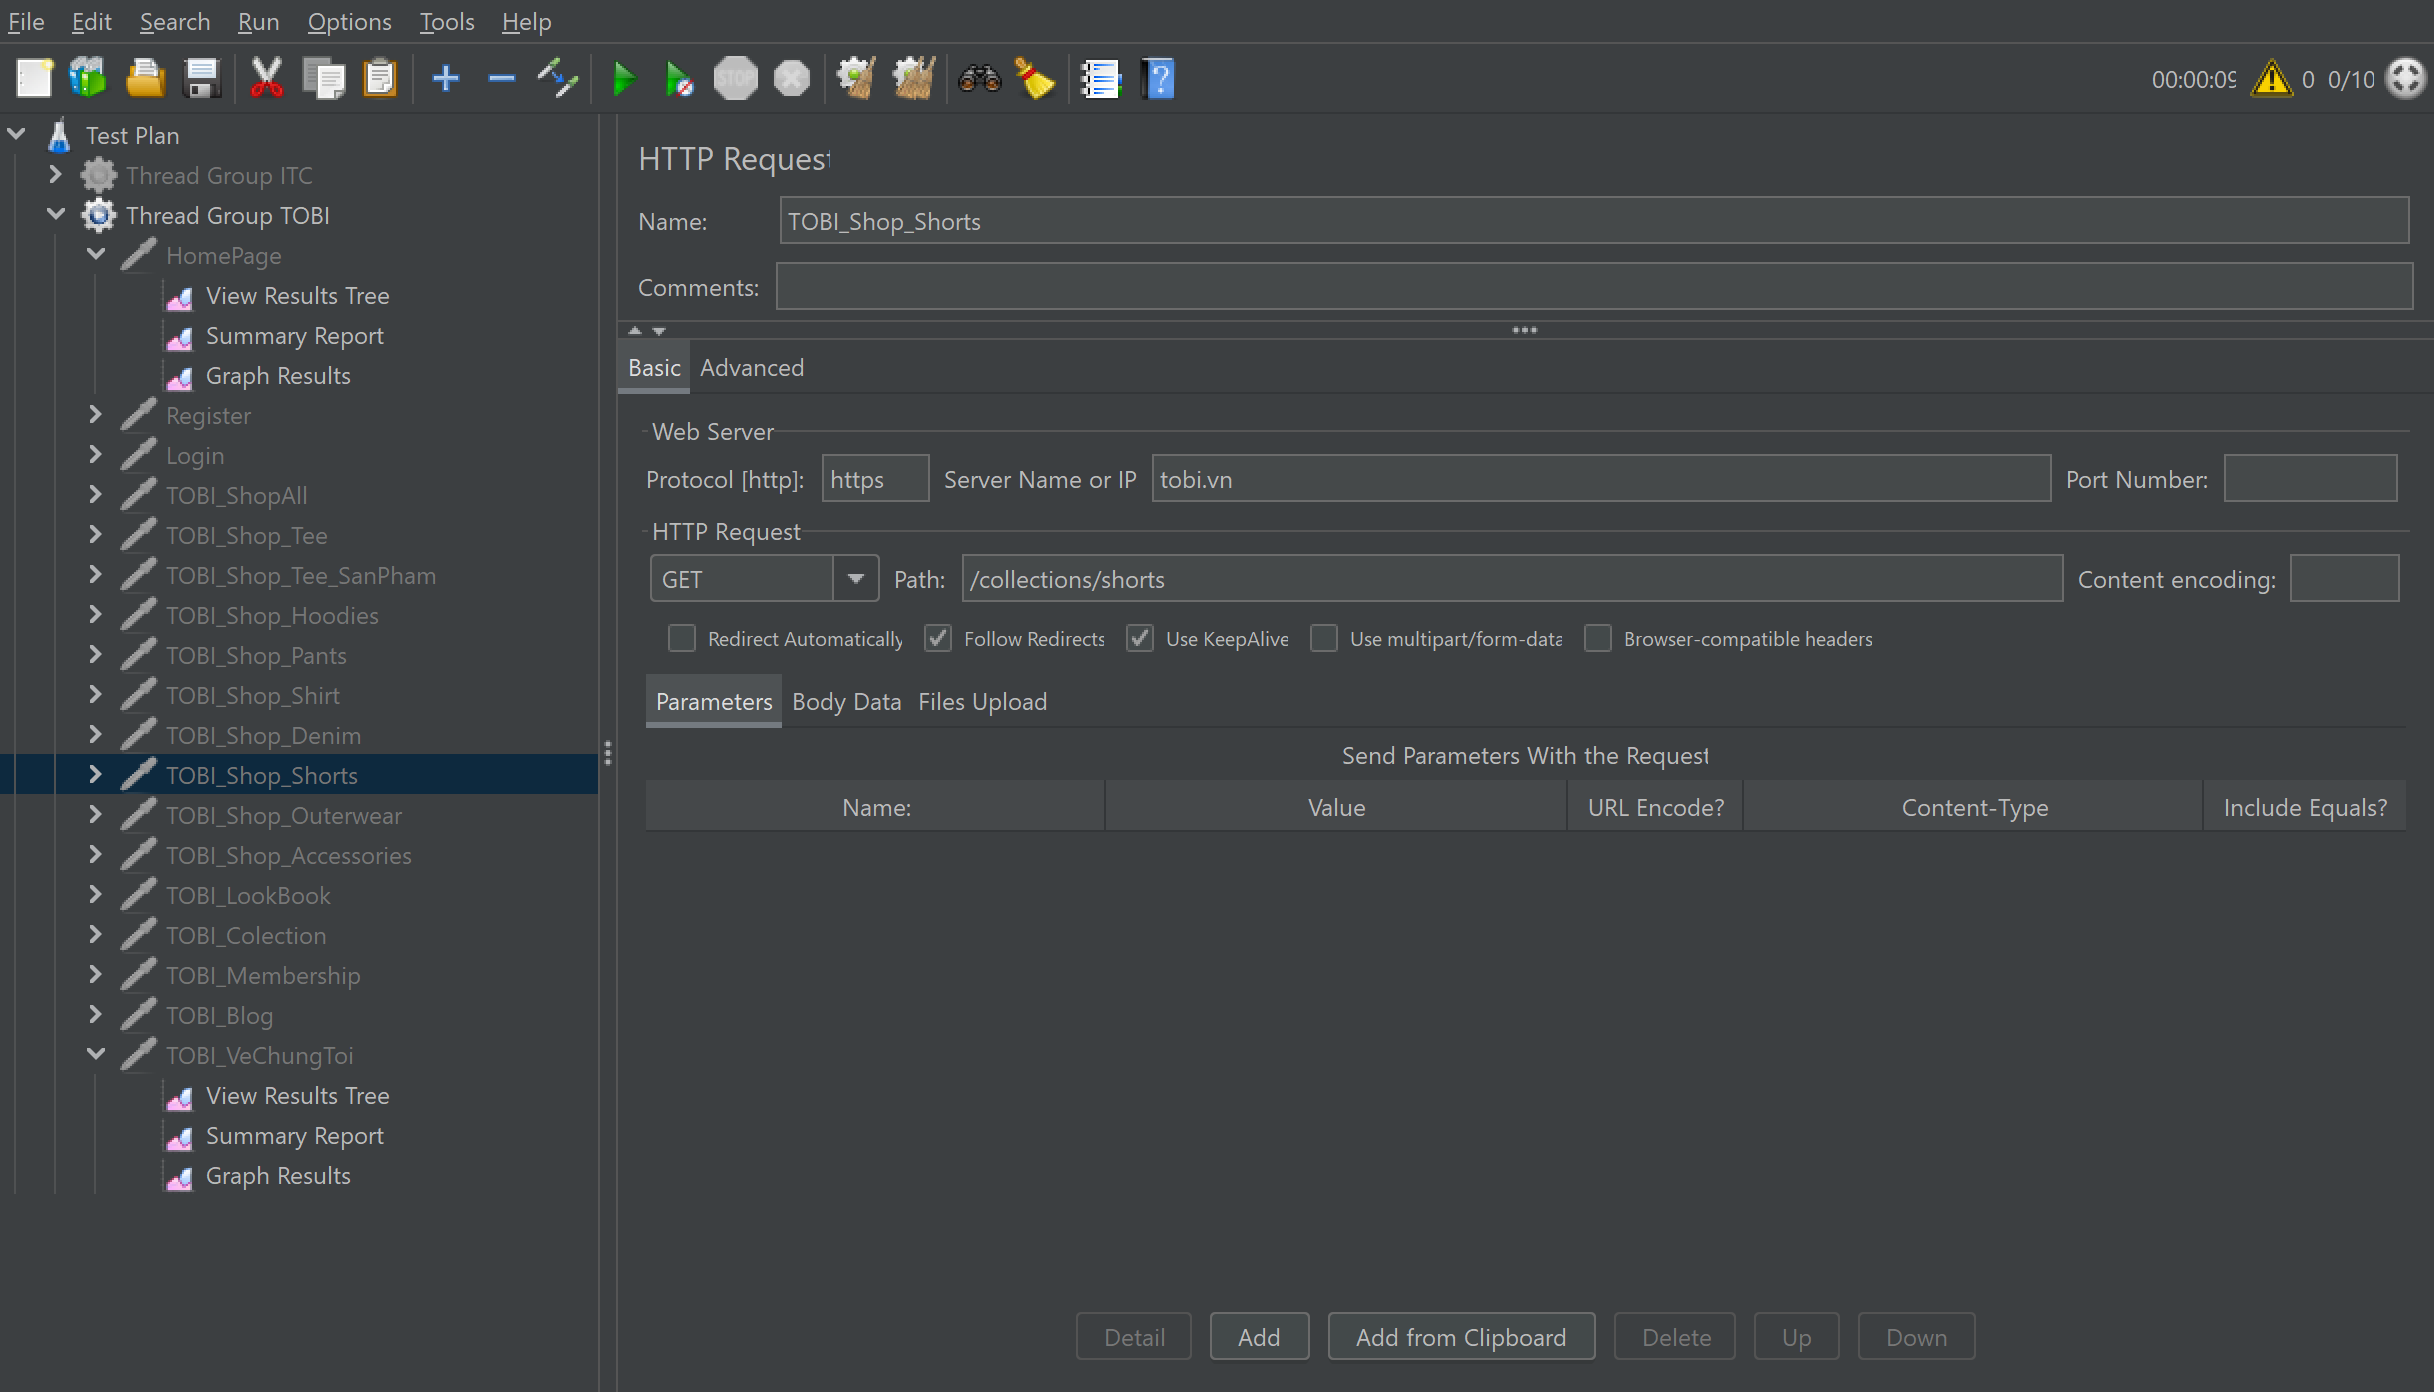 File Edit Search Run Options Tools Help
STOP
00:00:09 0 0/10
Test Plan
Thread Group ITC
Thread Group TOBI
HomePage
View Results Tree
Summary Report
Graph Results
Register
Login
TOBI_ShopAll
TOBI_Shop_Tee
TOBI_Shop_Tee_SanPham
TOBI_Shop_Hoodies
TOBI_Shop_Pants
TOBI_Shop_Shirt
TOBI_Shop_Denim
TOBI_Shop_Shorts
TOBI_Shop_Outerwear
TOBI_Shop_Accessories
TOBI_LookBook
TOBI_Colection
TOBI_Membership
TOBI_Blog
TOBI_VeChungToi
View Results Tree
Summary Report
Graph Results
HTTP Request
Name: TOBI_Shop_Shorts
Comments:
Basic Advanced
Web Server
Protocol [http]: https Server Name or IP tobi.vn Port Number:
HTTP Request
GET Path: /collections/shorts Content encoding:
Redirect Automatically Follow Redirects Use KeepAlive Use multipart/form-data Browser-compatible headers
Parameters Body Data Files Upload
Send Parameters With the Request
Name: Value URL Encode? Content-Type Include Equals?
Detail Add Add from Clipboard Delete Up Down